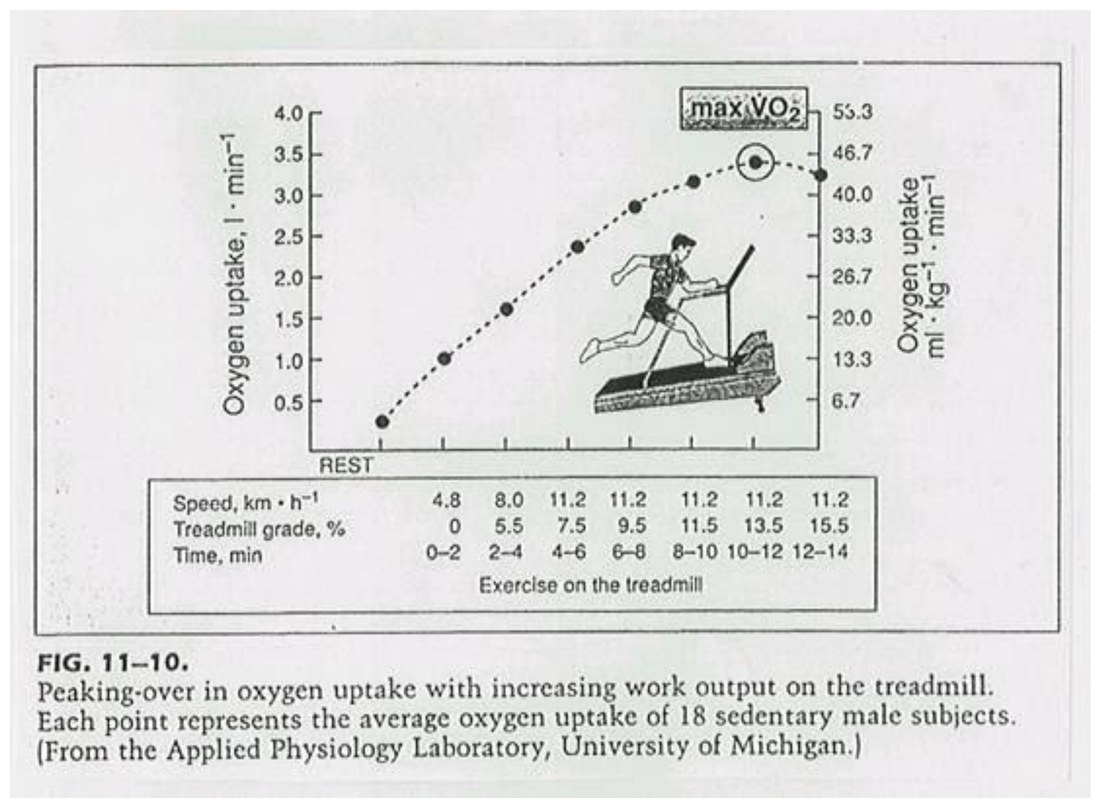 max V̇O2
4.0
3.5
3.0
2.5
2.0
1.5
1.0
0.5
Oxygen uptake, l · min⁻¹
55.3
46.7
40.0
33.3
26.7
20.0
13.3
6.7
Oxygen uptake
ml · kg⁻¹ · min⁻¹
REST
Speed, km · h⁻¹ 4.8 8.0 11.2 11.2 11.2 11.2 11.2
Treadmill grade, % 0 5.5 7.5 9.5 11.5 13.5 15.5
Time, min 0–2 2–4 4–6 6–8 8–10 10–12 12–14
Exercise on the treadmill
FIG. 11–10.
Peaking-over in oxygen uptake with increasing work output on the treadmill.
Each point represents the average oxygen uptake of 18 sedentary male subjects.
(From the Applied Physiology Laboratory, University of Michigan.)